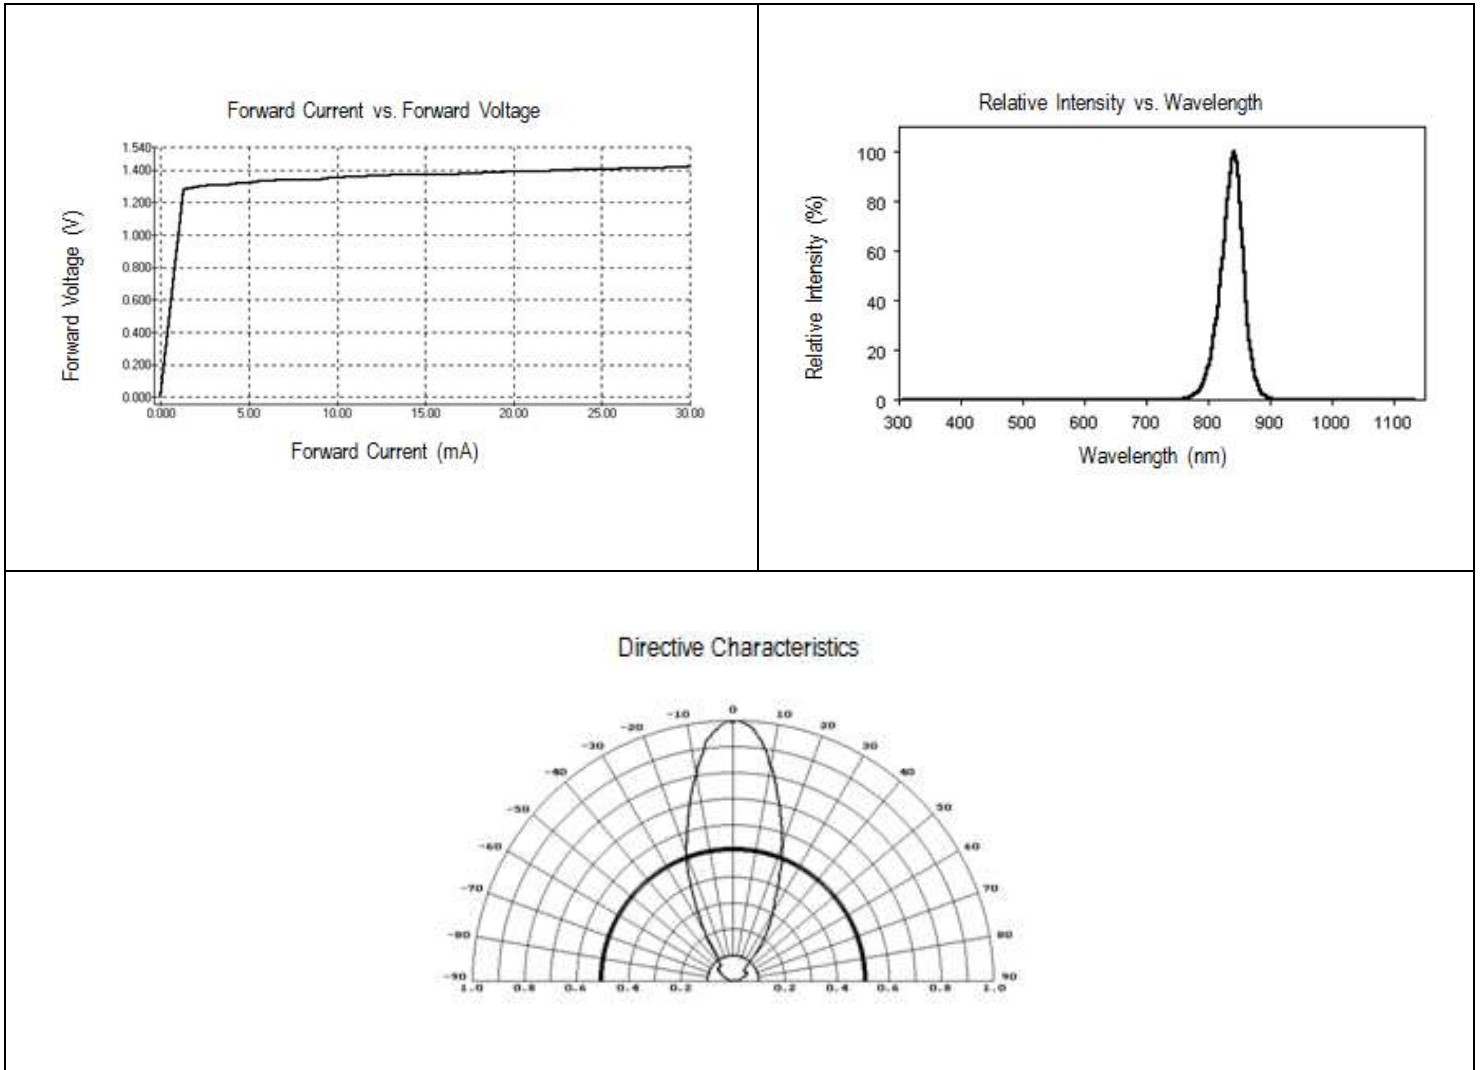 Forward Current vs. Forward Voltage
1.540
1.400
1.200
1.000
0.800
0.600
0.400
0.200
0.000
0.000 5.00 10.00 15.00 20.00 25.00 30.00
Forward Voltage (V)
Forward Current (mA)
Relative Intensity vs. Wavelength
100
80
60
40
20
0
300 400 500 600 700 800 900 1000 1100
Relative Intensity (%)
Wavelength (nm)
Directive Characteristics
-10 0 10
-20 20
-30 30
-40 40
-50 50
-60 60
-70 70
-80 80
-90 90
1.0 0.8 0.6 0.4 0.2 0.2 0.4 0.6 0.8 1.0